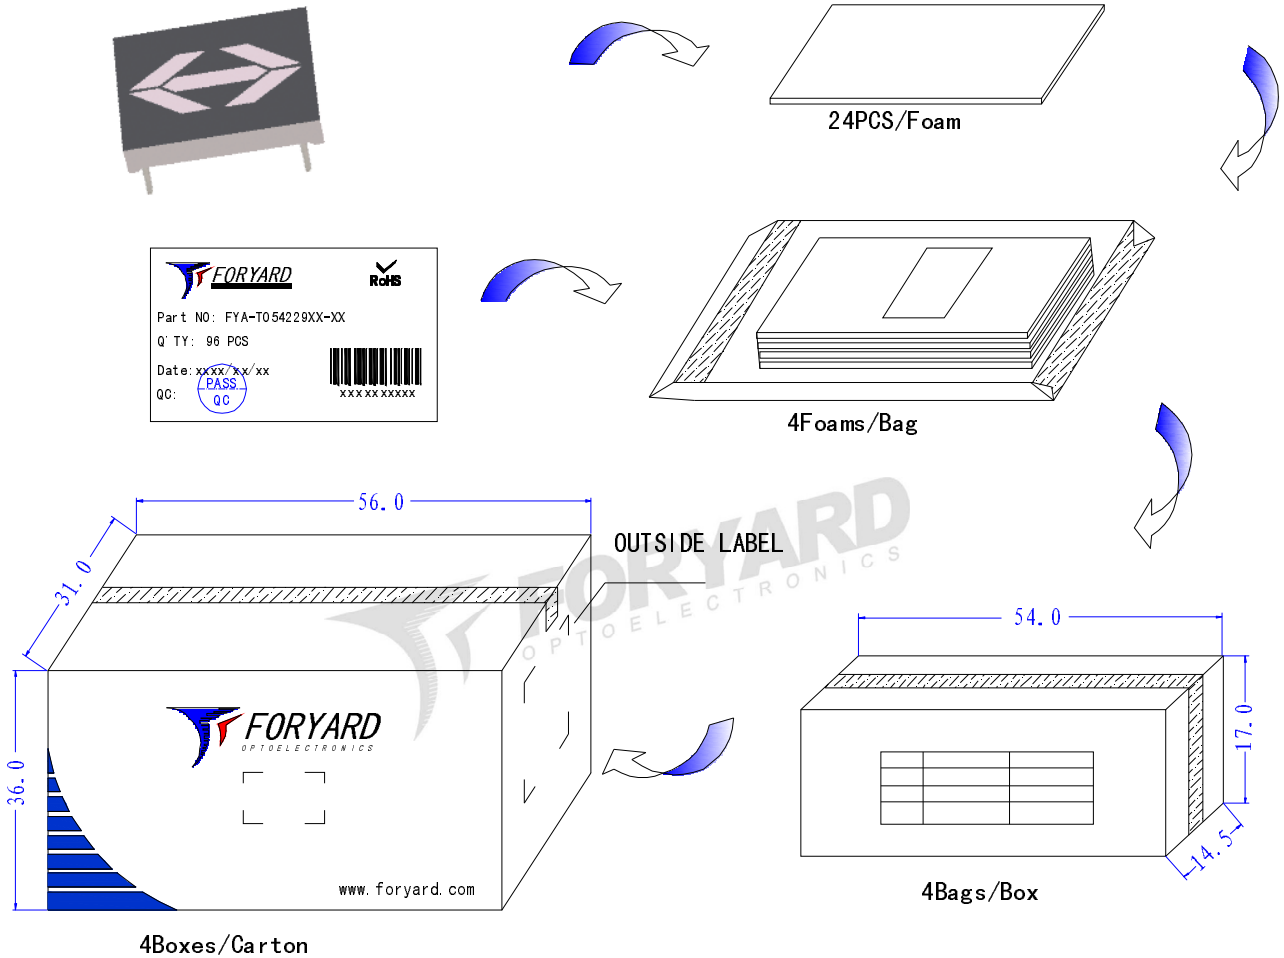 24PCS/Foam
FORYARD
RoHS
Part NO: FYA-T054229XX-XX
Q'TY: 96 PCS
Date:xxxx/xx/xx
QC:
PASS
QC
xxxxxxxxxx
4Foams/Bag
56.0
31.0
36.0
OUTSIDE LABEL
FORYARD
OPTOELECTRONICS
FORYARD
OPTOELECTRONICS
www.foryard.com
4Boxes/Carton
54.0
17.0
14.5
4Bags/Box